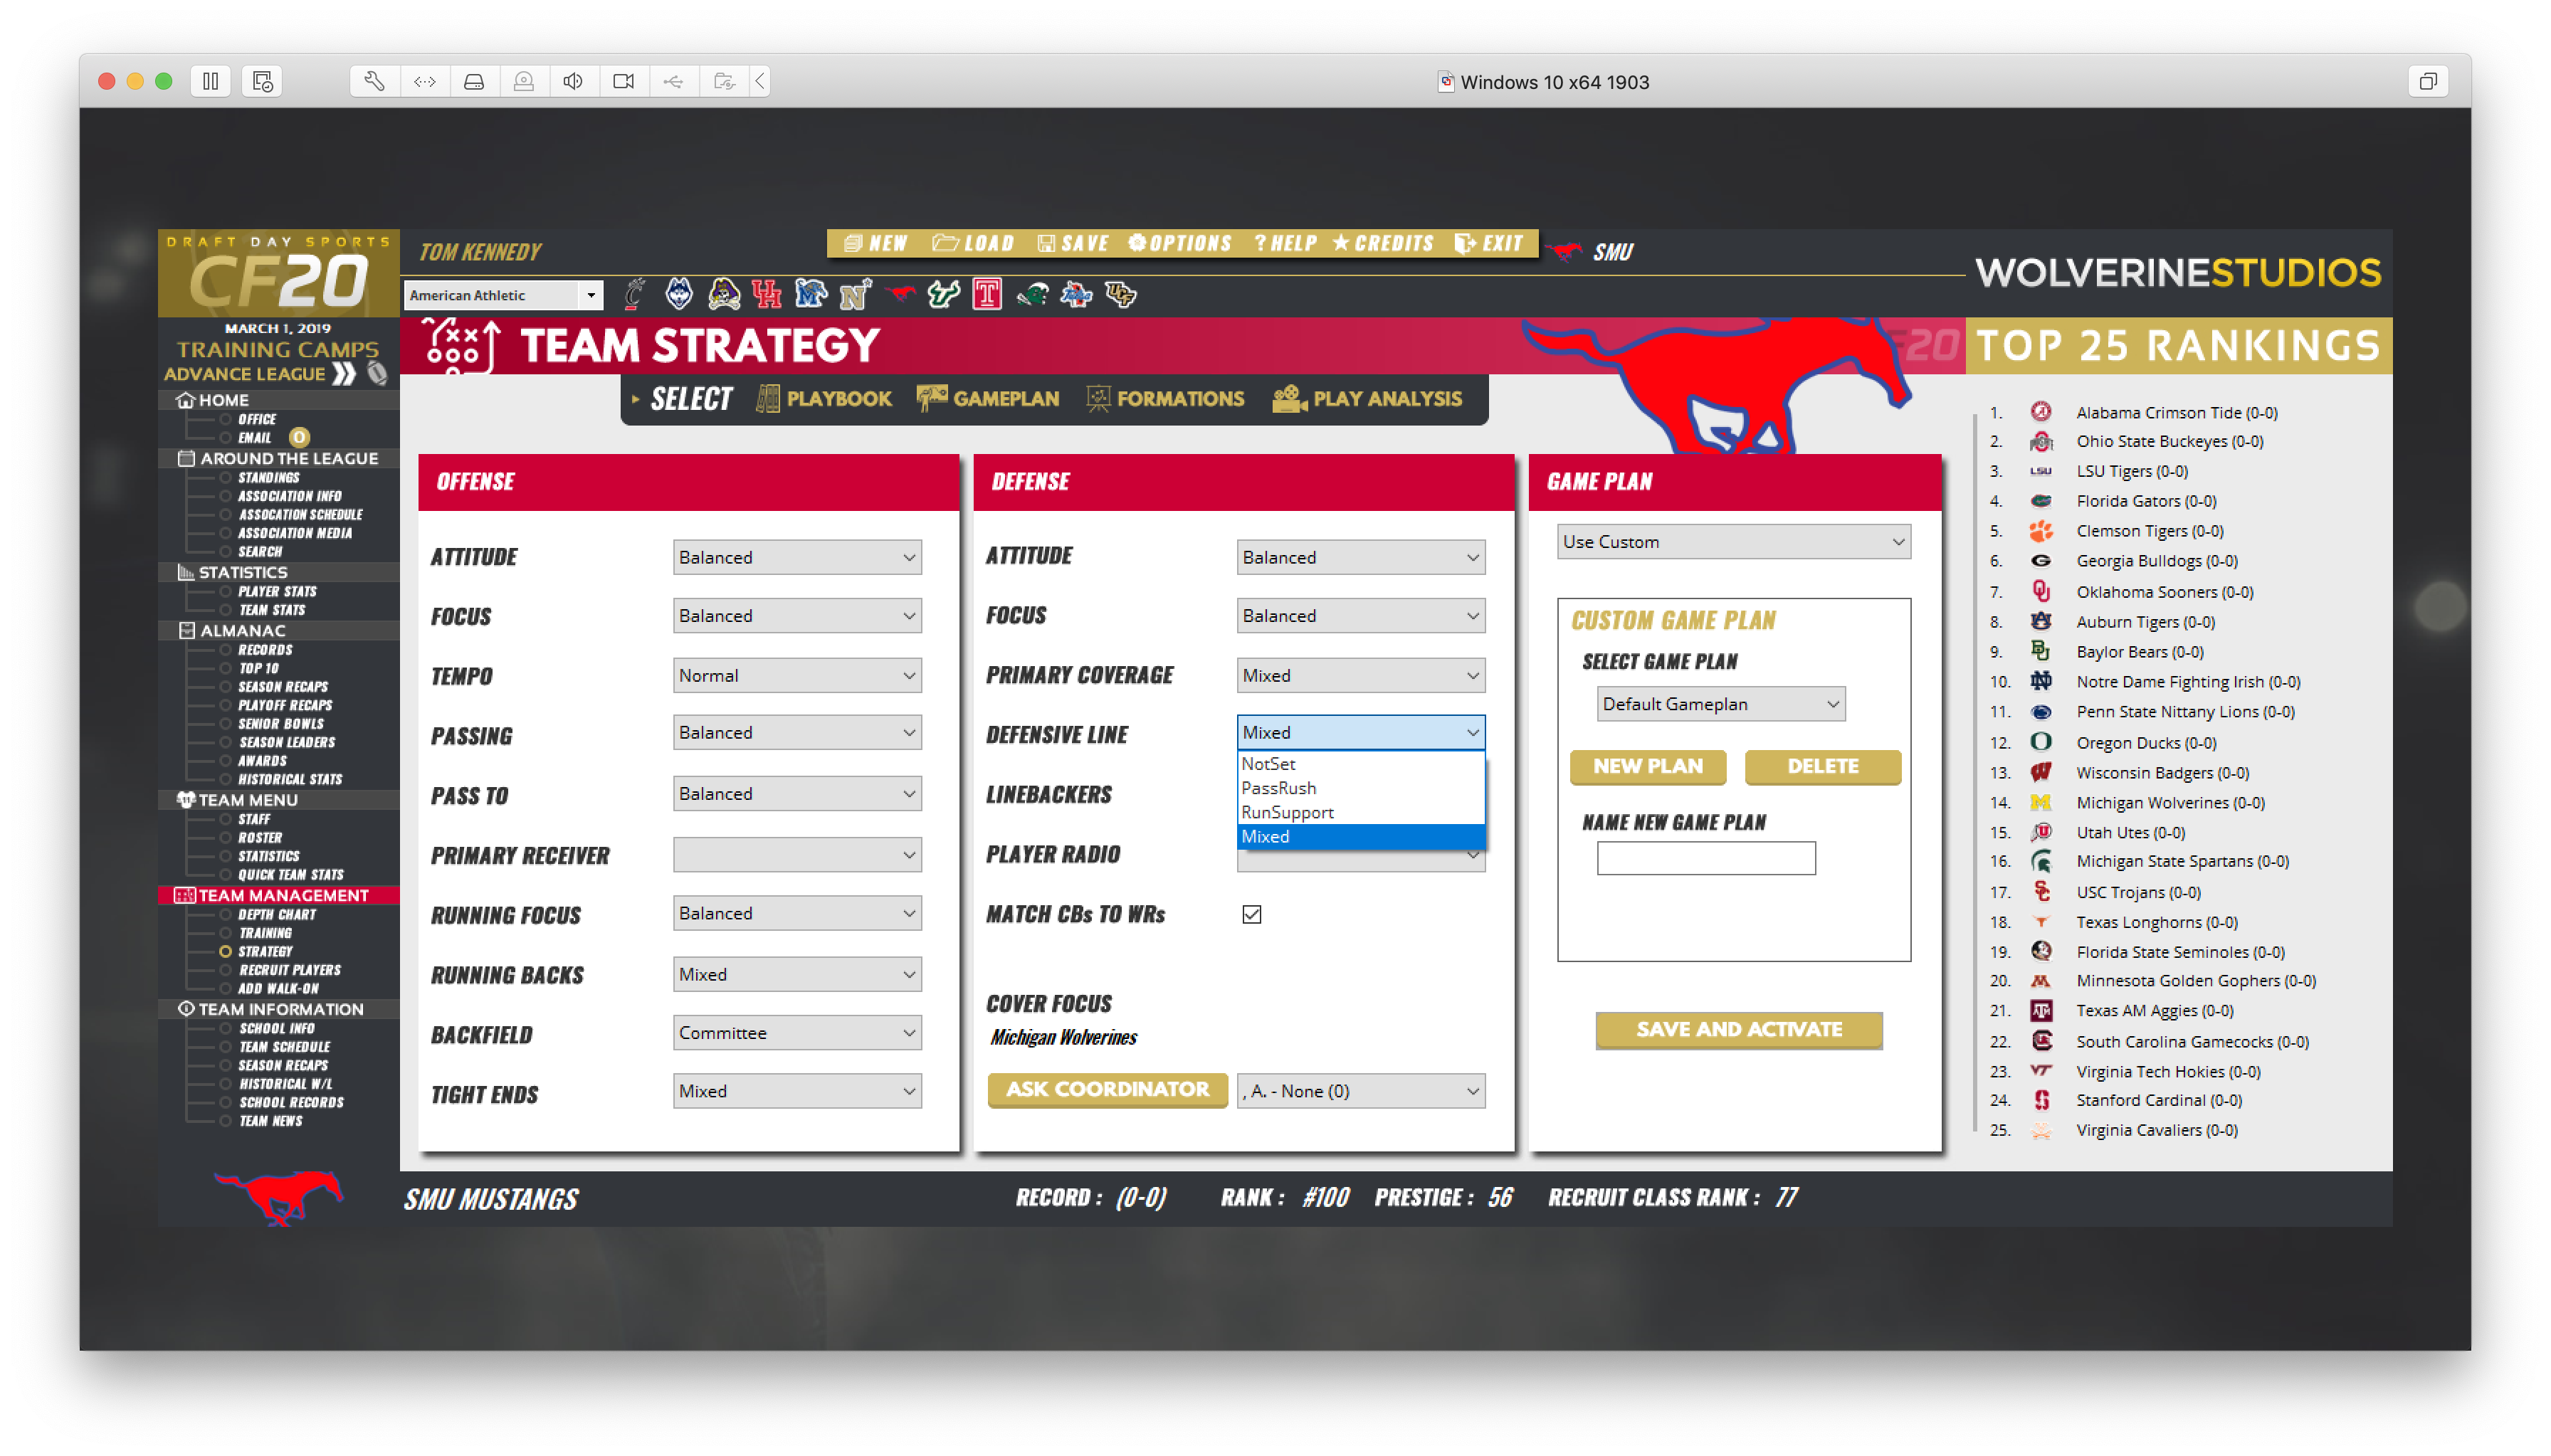 Windows 10 x64 1903
DRAFT DAY SPORTS
CF20
TOM KENNEDY
NEW LOAD SAVE OPTIONS ? HELP CREDITS EXIT
SMU
WOLVERINESTUDIOS
American Athletic
MARCH 1, 2019
TRAINING CAMPS
ADVANCE LEAGUE
TEAM STRATEGY
CF20
TOP 25 RANKINGS
SELECT PLAYBOOK GAMEPLAN FORMATIONS PLAY ANALYSIS
HOME
OFFICE
EMAIL 0
AROUND THE LEAGUE
STANDINGS
ASSOCIATION INFO
ASSOCATION SCHEDULE
ASSOCIATION MEDIA
SEARCH
STATISTICS
PLAYER STATS
TEAM STATS
ALMANAC
RECORDS
TOP 10
SEASON RECAPS
PLAYOFF RECAPS
SENIOR BOWLS
SEASON LEADERS
AWARDS
HISTORICAL STATS
TEAM MENU
STAFF
ROSTER
STATISTICS
QUICK TEAM STATS
TEAM MANAGEMENT
DEPTH CHART
TRAINING
STRATEGY
RECRUIT PLAYERS
ADD WALK-ON
TEAM INFORMATION
SCHOOL INFO
TEAM SCHEDULE
SEASON RECAPS
HISTORICAL W/L
SCHOOL RECORDS
TEAM NEWS
OFFENSE
ATTITUDE Balanced
FOCUS Balanced
TEMPO Normal
PASSING Balanced
PASS TO Balanced
PRIMARY RECEIVER
RUNNING FOCUS Balanced
RUNNING BACKS Mixed
BACKFIELD Committee
TIGHT ENDS Mixed
DEFENSE
ATTITUDE Balanced
FOCUS Balanced
PRIMARY COVERAGE Mixed
DEFENSIVE LINE Mixed
NotSet
PassRush
RunSupport
Mixed
LINEBACKERS
PLAYER RADIO
MATCH CBs TO WRs
COVER FOCUS
Michigan Wolverines
ASK COORDINATOR , A. - None (0)
GAME PLAN
Use Custom
CUSTOM GAME PLAN
SELECT GAME PLAN
Default Gameplan
NEW PLAN DELETE
NAME NEW GAME PLAN
SAVE AND ACTIVATE
1. Alabama Crimson Tide (0-0)
2. Ohio State Buckeyes (0-0)
3. LSU LSU Tigers (0-0)
4. Florida Gators (0-0)
5. Clemson Tigers (0-0)
6. Georgia Bulldogs (0-0)
7. Oklahoma Sooners (0-0)
8. Auburn Tigers (0-0)
9. Baylor Bears (0-0)
10. Notre Dame Fighting Irish (0-0)
11. Penn State Nittany Lions (0-0)
12. Oregon Ducks (0-0)
13. Wisconsin Badgers (0-0)
14. Michigan Wolverines (0-0)
15. Utah Utes (0-0)
16. Michigan State Spartans (0-0)
17. USC Trojans (0-0)
18. Texas Longhorns (0-0)
19. Florida State Seminoles (0-0)
20. Minnesota Golden Gophers (0-0)
21. Texas AM Aggies (0-0)
22. South Carolina Gamecocks (0-0)
23. Virginia Tech Hokies (0-0)
24. Stanford Cardinal (0-0)
25. Virginia Cavaliers (0-0)
SMU MUSTANGS
RECORD : (0-0) RANK : #100 PRESTIGE : 56 RECRUIT CLASS RANK : 77